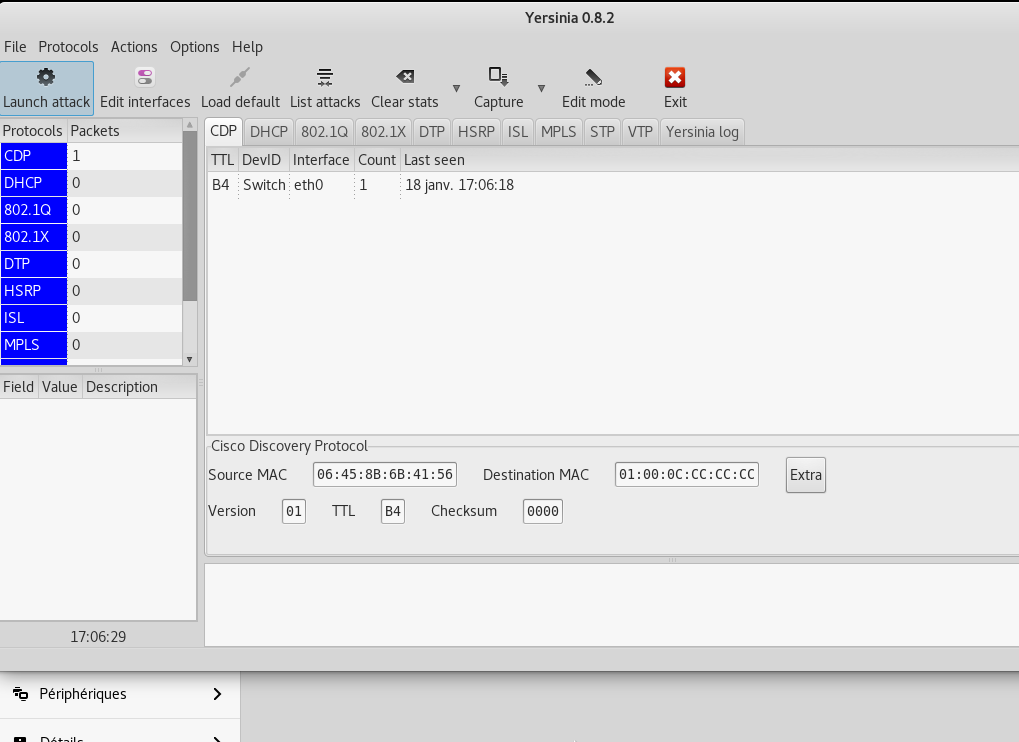 Yersinia 0.8.2
File Protocols Actions Options Help
Launch attack Edit interfaces Load default List attacks Clear stats Capture Edit mode Exit
Protocols Packets
CDP 1
DHCP 0
802.1Q 0
802.1X 0
DTP 0
HSRP 0
ISL 0
MPLS 0
Field Value Description
17:06:29
CDP DHCP 802.1Q 802.1X DTP HSRP ISL MPLS STP VTP Yersinia log
TTL DevID Interface Count Last seen
B4 Switch eth0 1 18 janv. 17:06:18
Cisco Discovery Protocol
Source MAC 06:45:8B:6B:41:56 Destination MAC 01:00:0C:CC:CC:CC Extra
Version 01 TTL B4 Checksum 0000
Périphériques
Détails